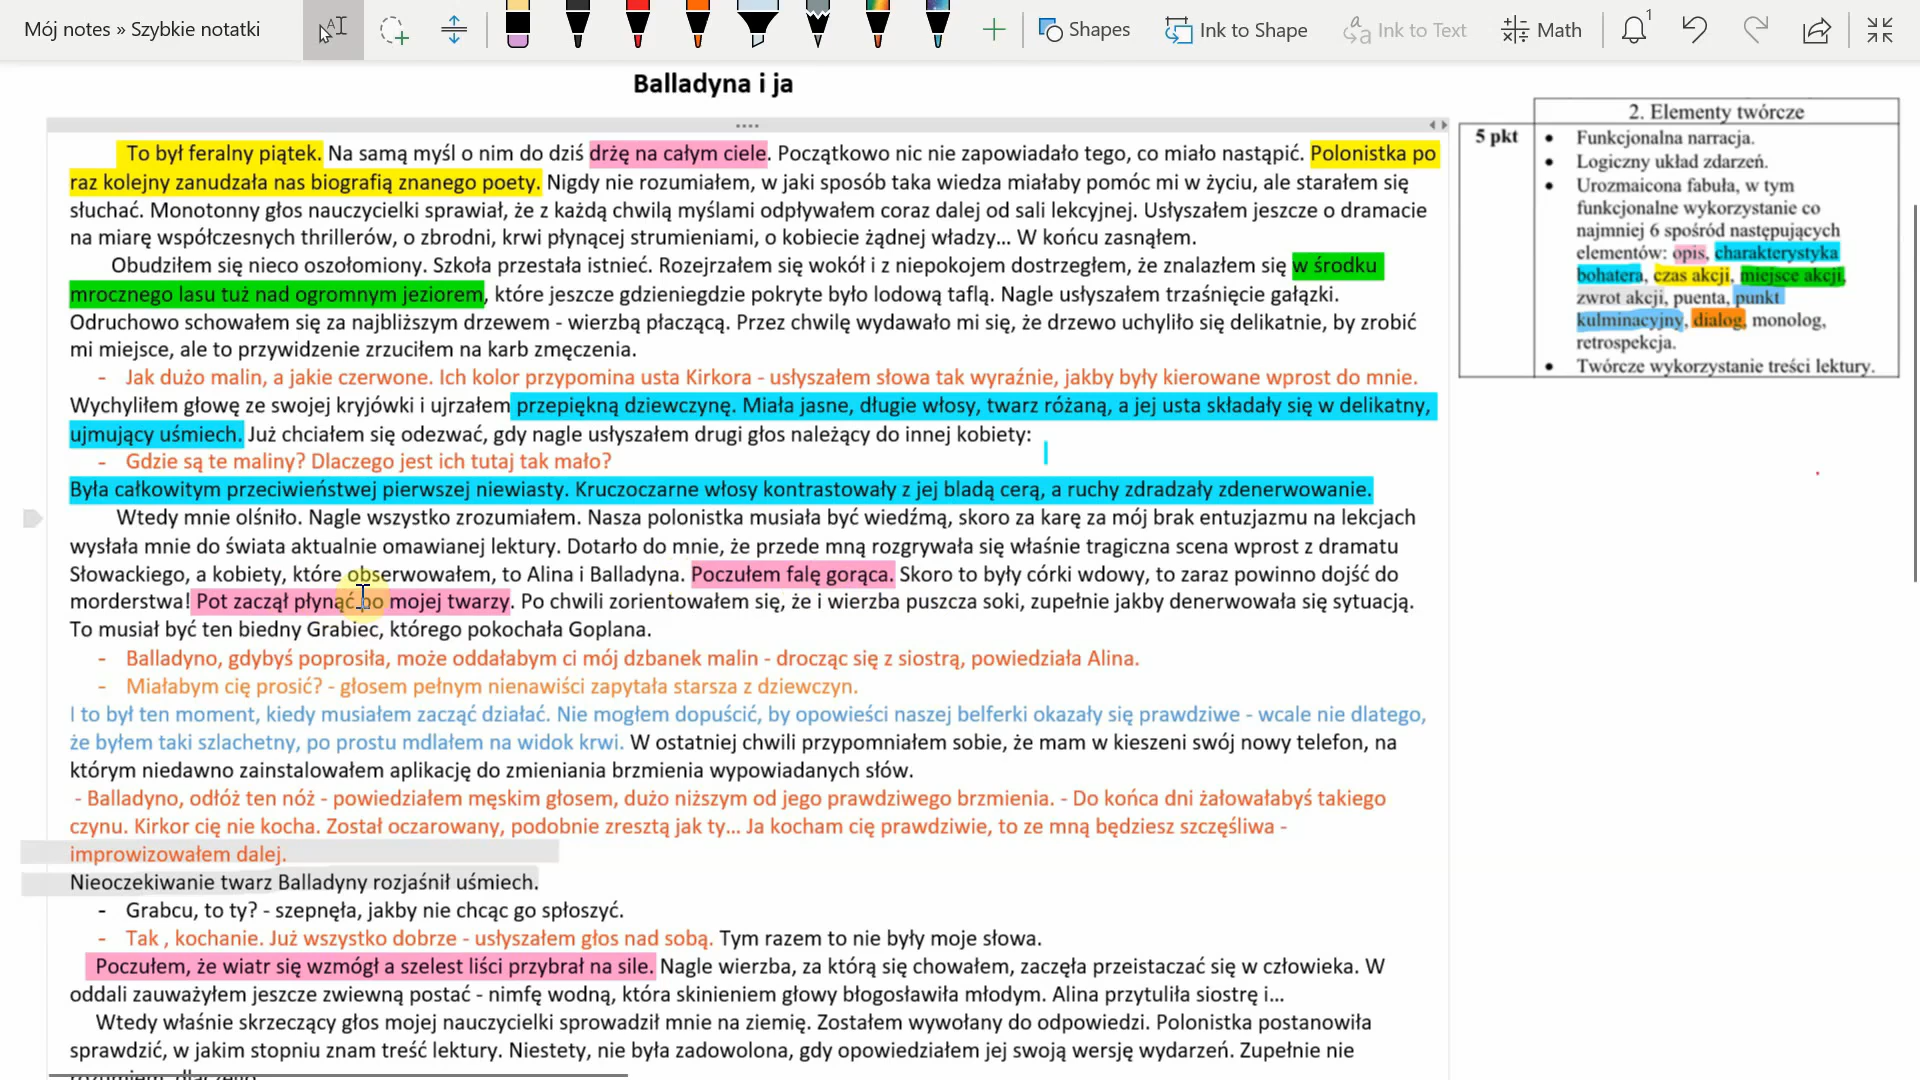 Mój notes » Szybkie notatki
Shapes
Ink to Shape
Ink to Text
Math
1
Balladyna i ja
To był feralny piątek. Na samą myśl o nim do dziś drżę na całym ciele. Początkowo nic nie zapowiadało tego, co miało nastąpić. Polonistka po
raz kolejny zanudzała nas biografią znanego poety. Nigdy nie rozumiałem, w jaki sposób taka wiedza miałaby pomóc mi w życiu, ale starałem się
słuchać. Monotonny głos nauczycielki sprawiał, że z każdą chwilą myślami odpływałem coraz dalej od sali lekcyjnej. Usłyszałem jeszcze o dramacie
na miarę współczesnych thrillerów, o zbrodni, krwi płynącej strumieniami, o kobiecie żądnej władzy... W końcu zasnąłem.
Obudziłem się nieco oszołomiony. Szkoła przestała istnieć. Rozejrzałem się wokół i z niepokojem dostrzegłem, że znalazłem się w środku
mrocznego lasu tuż nad ogromnym jeziorem, które jeszcze gdzieniegdzie pokryte było lodową taflą. Nagle usłyszałem trzaśnięcie gałązki.
Odruchowo schowałem się za najbliższym drzewem - wierzbą płaczącą. Przez chwilę wydawało mi się, że drzewo uchyliło się delikatnie, by zrobić
mi miejsce, ale to przywidzenie zrzuciłem na karb zmęczenia.
- Jak dużo malin, a jakie czerwone. Ich kolor przypomina usta Kirkora - usłyszałem słowa tak wyraźnie, jakby były kierowane wprost do mnie.
Wychyliłem głowę ze swojej kryjówki i ujrzałem przepiękną dziewczynę. Miała jasne, długie włosy, twarz różaną, a jej usta składały się w delikatny,
ujmujący uśmiech. Już chciałem się odezwać, gdy nagle usłyszałem drugi głos należący do innej kobiety:
- Gdzie są te maliny? Dlaczego jest ich tutaj tak mało?
Była całkowitym przeciwieństwej pierwszej niewiasty. Kruczoczarne włosy kontrastowały z jej bladą cerą, a ruchy zdradzały zdenerwowanie.
Wtedy mnie olśniło. Nagle wszystko zrozumiałem. Nasza polonistka musiała być wiedźmą, skoro za karę za mój brak entuzjazmu na lekcjach
wysłała mnie do świata aktualnie omawianej lektury. Dotarło do mnie, że przede mną rozgrywała się właśnie tragiczna scena wprost z dramatu
Słowackiego, a kobiety, które obserwowałem, to Alina i Balladyna. Poczułem falę gorąca. Skoro to były córki wdowy, to zaraz powinno dojść do
morderstwa! Pot zaczął płynąć po mojej twarzy. Po chwili zorientowałem się, że i wierzba puszcza soki, zupełnie jakby denerwowała się sytuacją.
To musiał być ten biedny Grabiec, którego pokochała Goplana.
- Balladyno, gdybyś poprosiła, może oddałabym ci mój dzbanek malin - drocząc się z siostrą, powiedziała Alina.
- Miałabym cię prosić? - głosem pełnym nienawiści zapytała starsza z dziewczyn.
I to był ten moment, kiedy musiałem zacząć działać. Nie mogłem dopuścić, by opowieści naszej belferki okazały się prawdziwe - wcale nie dlatego,
że byłem taki szlachetny, po prostu mdlałem na widok krwi. W ostatniej chwili przypomniałem sobie, że mam w kieszeni swój nowy telefon, na
którym niedawno zainstalowałem aplikację do zmieniania brzmienia wypowiadanych słów.
- Balladyno, odłóż ten nóż - powiedziałem męskim głosem, dużo niższym od jego prawdziwego brzmienia. - Do końca dni żałowałabyś takiego
czynu. Kirkor cię nie kocha. Został oczarowany, podobnie zresztą jak ty... Ja kocham cię prawdziwie, to ze mną będziesz szczęśliwa -
improwizowałem dalej.
Nieoczekiwanie twarz Balladyny rozjaśnił uśmiech.
- Grabcu, to ty? - szepnęła, jakby nie chcąc go spłoszyć.
- Tak , kochanie. Już wszystko dobrze - usłyszałem głos nad sobą. Tym razem to nie były moje słowa.
Poczułem, że wiatr się wzmógł a szelest liści przybrał na sile. Nagle wierzba, za którą się chowałem, zaczęła przeistaczać się w człowieka. W
oddali zauważyłem jeszcze zwiewną postać - nimfę wodną, która skinieniem głowy błogosławiła młodym. Alina przytuliła siostrę i...
Wtedy właśnie skrzeczący głos mojej nauczycielki sprowadził mnie na ziemię. Zostałem wywołany do odpowiedzi. Polonistka postanowiła
sprawdzić, w jakim stopniu znam treść lektury. Niestety, nie była zadowolona, gdy opowiedziałem jej swoją wersję wydarzeń. Zupełnie nie
rozumiem, dlaczego.
2. Elementy twórcze
5 pkt
• Funkcjonalna narracja.
• Logiczny układ zdarzeń.
• Urozmaicona fabuła, w tym
funkcjonalne wykorzystanie co
najmniej 6 spośród następujących
elementów: opis, charakterystyka
bohatera, czas akcji, miejsce akcji,
zwrot akcji, puenta, punkt
kulminacyjny, dialog, monolog,
retrospekcja.
• Twórcze wykorzystanie treści lektury.